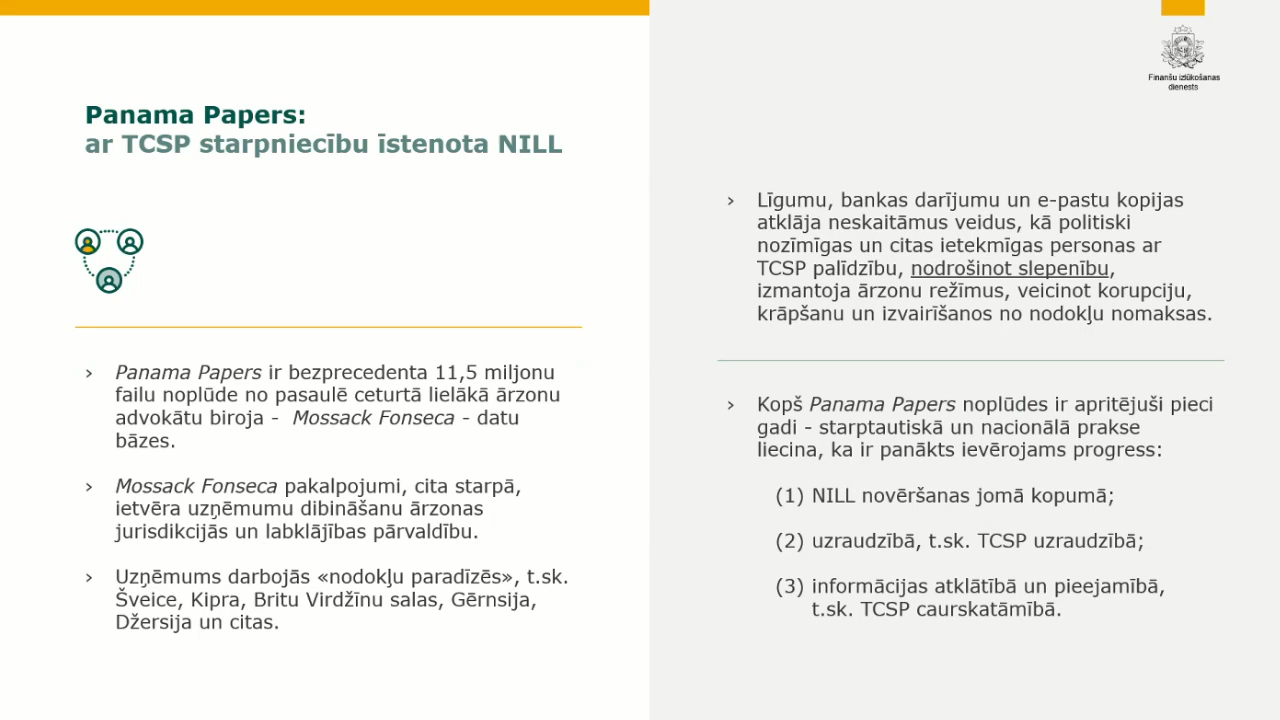 Finanšu izlūkošanas
dienests
Panama Papers:
ar TCSP starpniecību īstenota NILL
› Panama Papers ir bezprecedenta 11,5 miljonu
failu noplūde no pasaulē ceturtā lielākā ārzonu
advokātu biroja - Mossack Fonseca - datu
bāzes.
› Mossack Fonseca pakalpojumi, cita starpā,
ietvēra uzņēmumu dibināšanu ārzonas
jurisdikcijās un labklājības pārvaldību.
› Uzņēmums darbojās «nodokļu paradīzēs», t.sk.
Šveice, Kipra, Britu Virdžīnu salas, Gērnsija,
Džersija un citas.
› Līgumu, bankas darījumu un e-pastu kopijas
atklāja neskaitāmus veidus, kā politiski
nozīmīgas un citas ietekmīgas personas ar
TCSP palīdzību, nodrošinot slepenību,
izmantoja ārzonu režīmus, veicinot korupciju,
krāpšanu un izvairīšanos no nodokļu nomaksas.
› Kopš Panama Papers noplūdes ir apritējuši pieci
gadi - starptautiskā un nacionālā prakse
liecina, ka ir panākts ievērojams progress:
(1) NILL novēršanas jomā kopumā;
(2) uzraudzībā, t.sk. TCSP uzraudzībā;
(3) informācijas atklātībā un pieejamībā,
t.sk. TCSP caurskatāmībā.